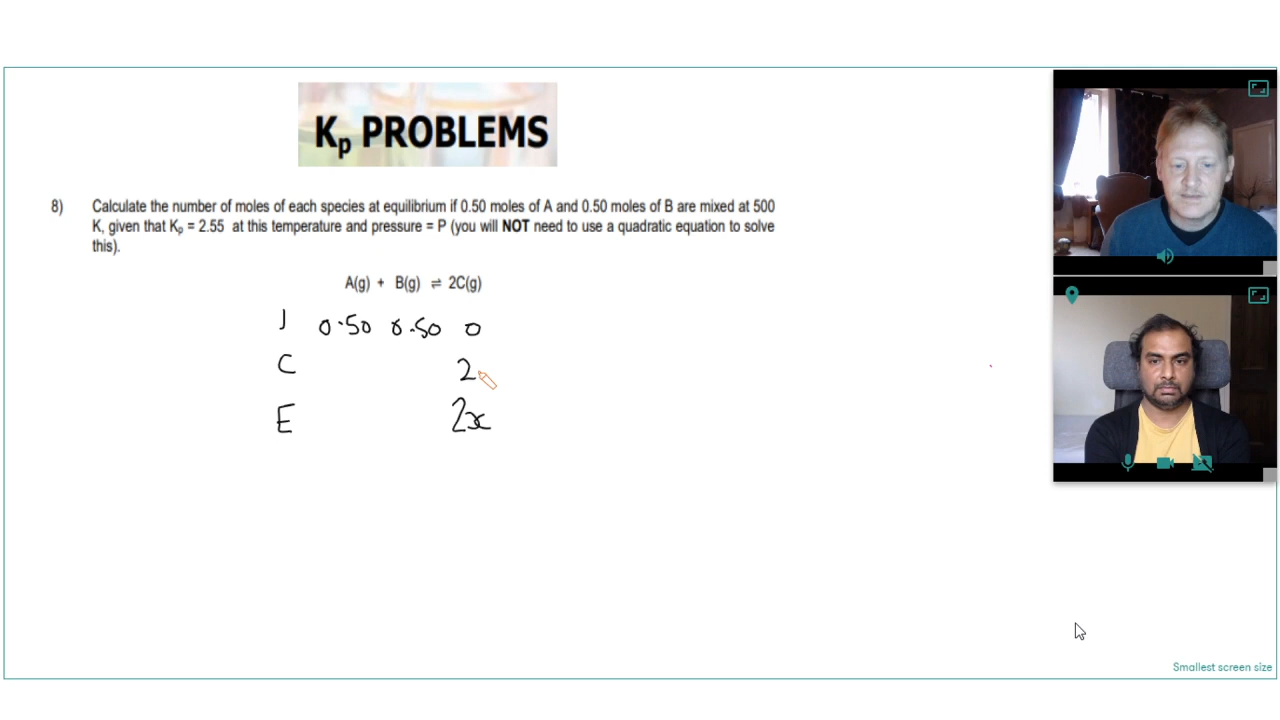 Kp PROBLEMS
8) Calculate the number of moles of each species at equilibrium if 0.50 moles of A and 0.50 moles of B are mixed at 500
K, given that Kp = 2.55 at this temperature and pressure = P (you will NOT need to use a quadratic equation to solve
this).
A(g) + B(g) ⇌ 2C(g)
I 0.50 0.50 0
C 2
E 2x
Smallest screen size